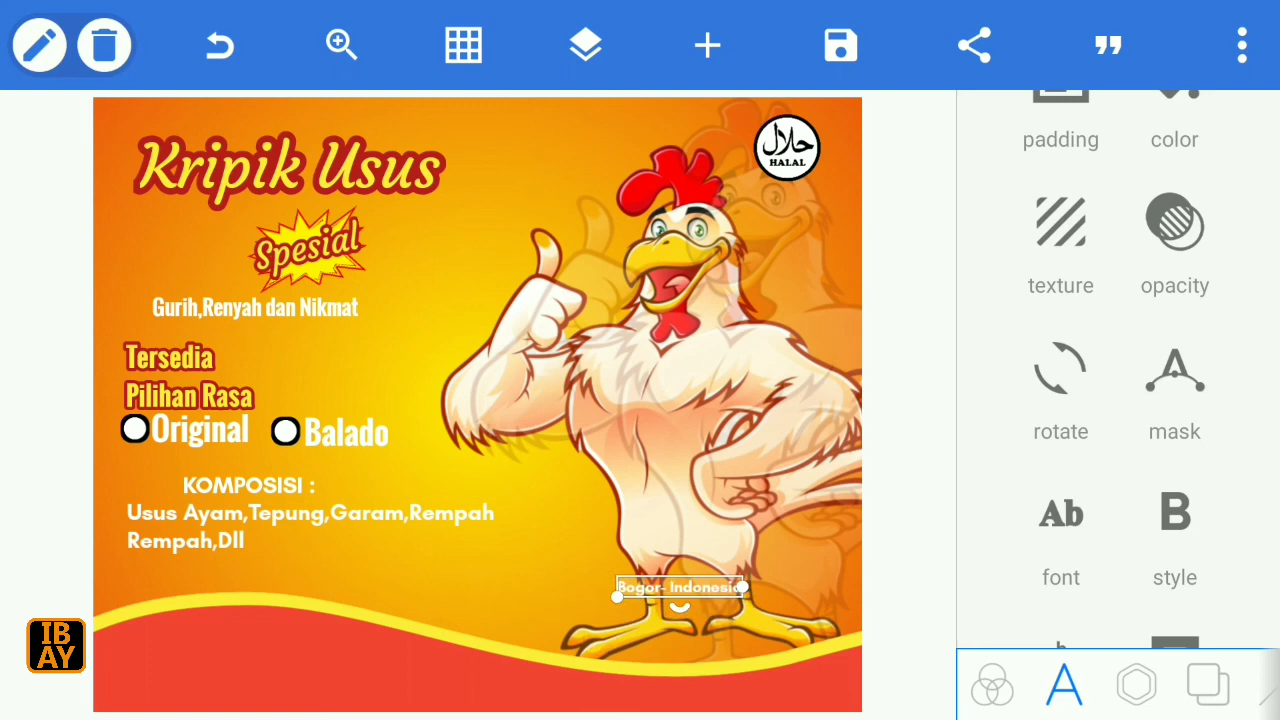 حلال
HALAL
Kripik Usus
Spesial
Gurih,Renyah dan Nikmat
Tersedia
Pilihan Rasa
Original
Balado
KOMPOSISI :
Usus Ayam,Tepung,Garam,Rempah
Rempah,Dll
Bogor- Indonesia
IB
AY
padding
color
texture
opacity
rotate
mask
Ab
B
font
style
A